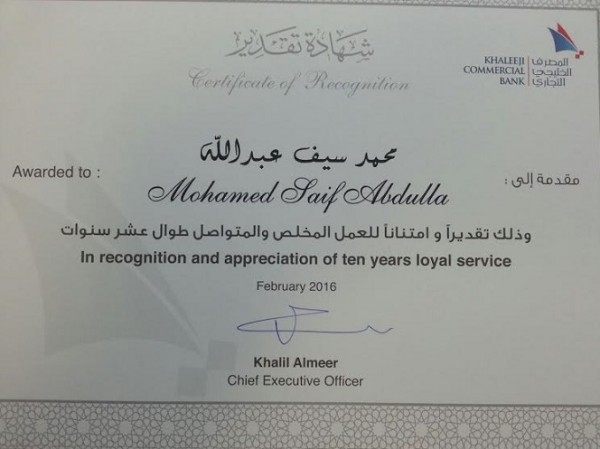 شهادة تقدير
Certificate of Recognition
KHALEEJI
COMMERCIAL
BANK
المصرف
الخليجي
التجاري
محمد سيف عبدالله
Awarded to :
مقدمة إلى :
Mohamed Saif Abdulla
وذلك تقديراً و امتناناً للعمل المخلص والمتواصل طوال عشر سنوات
In recognition and appreciation of ten years loyal service
February 2016
Khalil Almeer
Chief Executive Officer